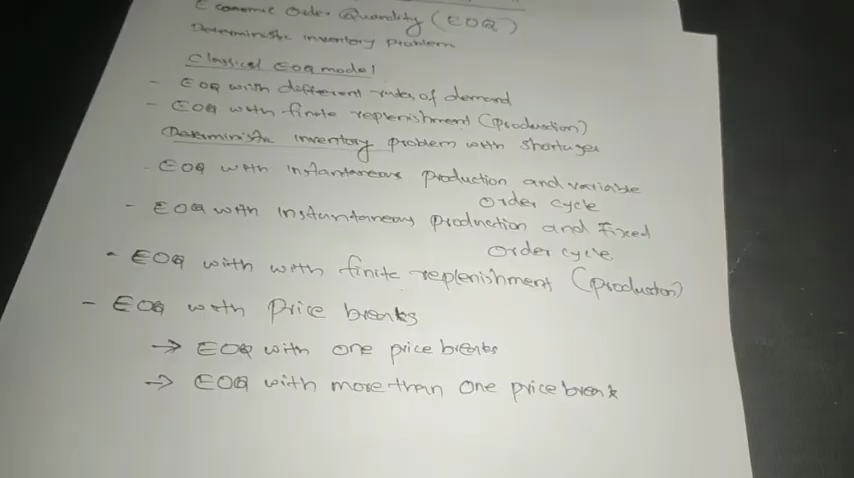 Economic Order Quantity (EOQ)
Deterministic inventory problem
Classical EOQ model
- EOQ with different rates of demand
- EOQ with finite replenishment (production)
Deterministic inventory problem with shortages
- EOQ with instantaneous production and variable
order cycle
- EOQ with instantaneous production and fixed
order cycle
- EOQ with with finite replenishment (production)
- EOQ with price breaks
→ EOQ with one price breaks
→ EOQ with more than one price break